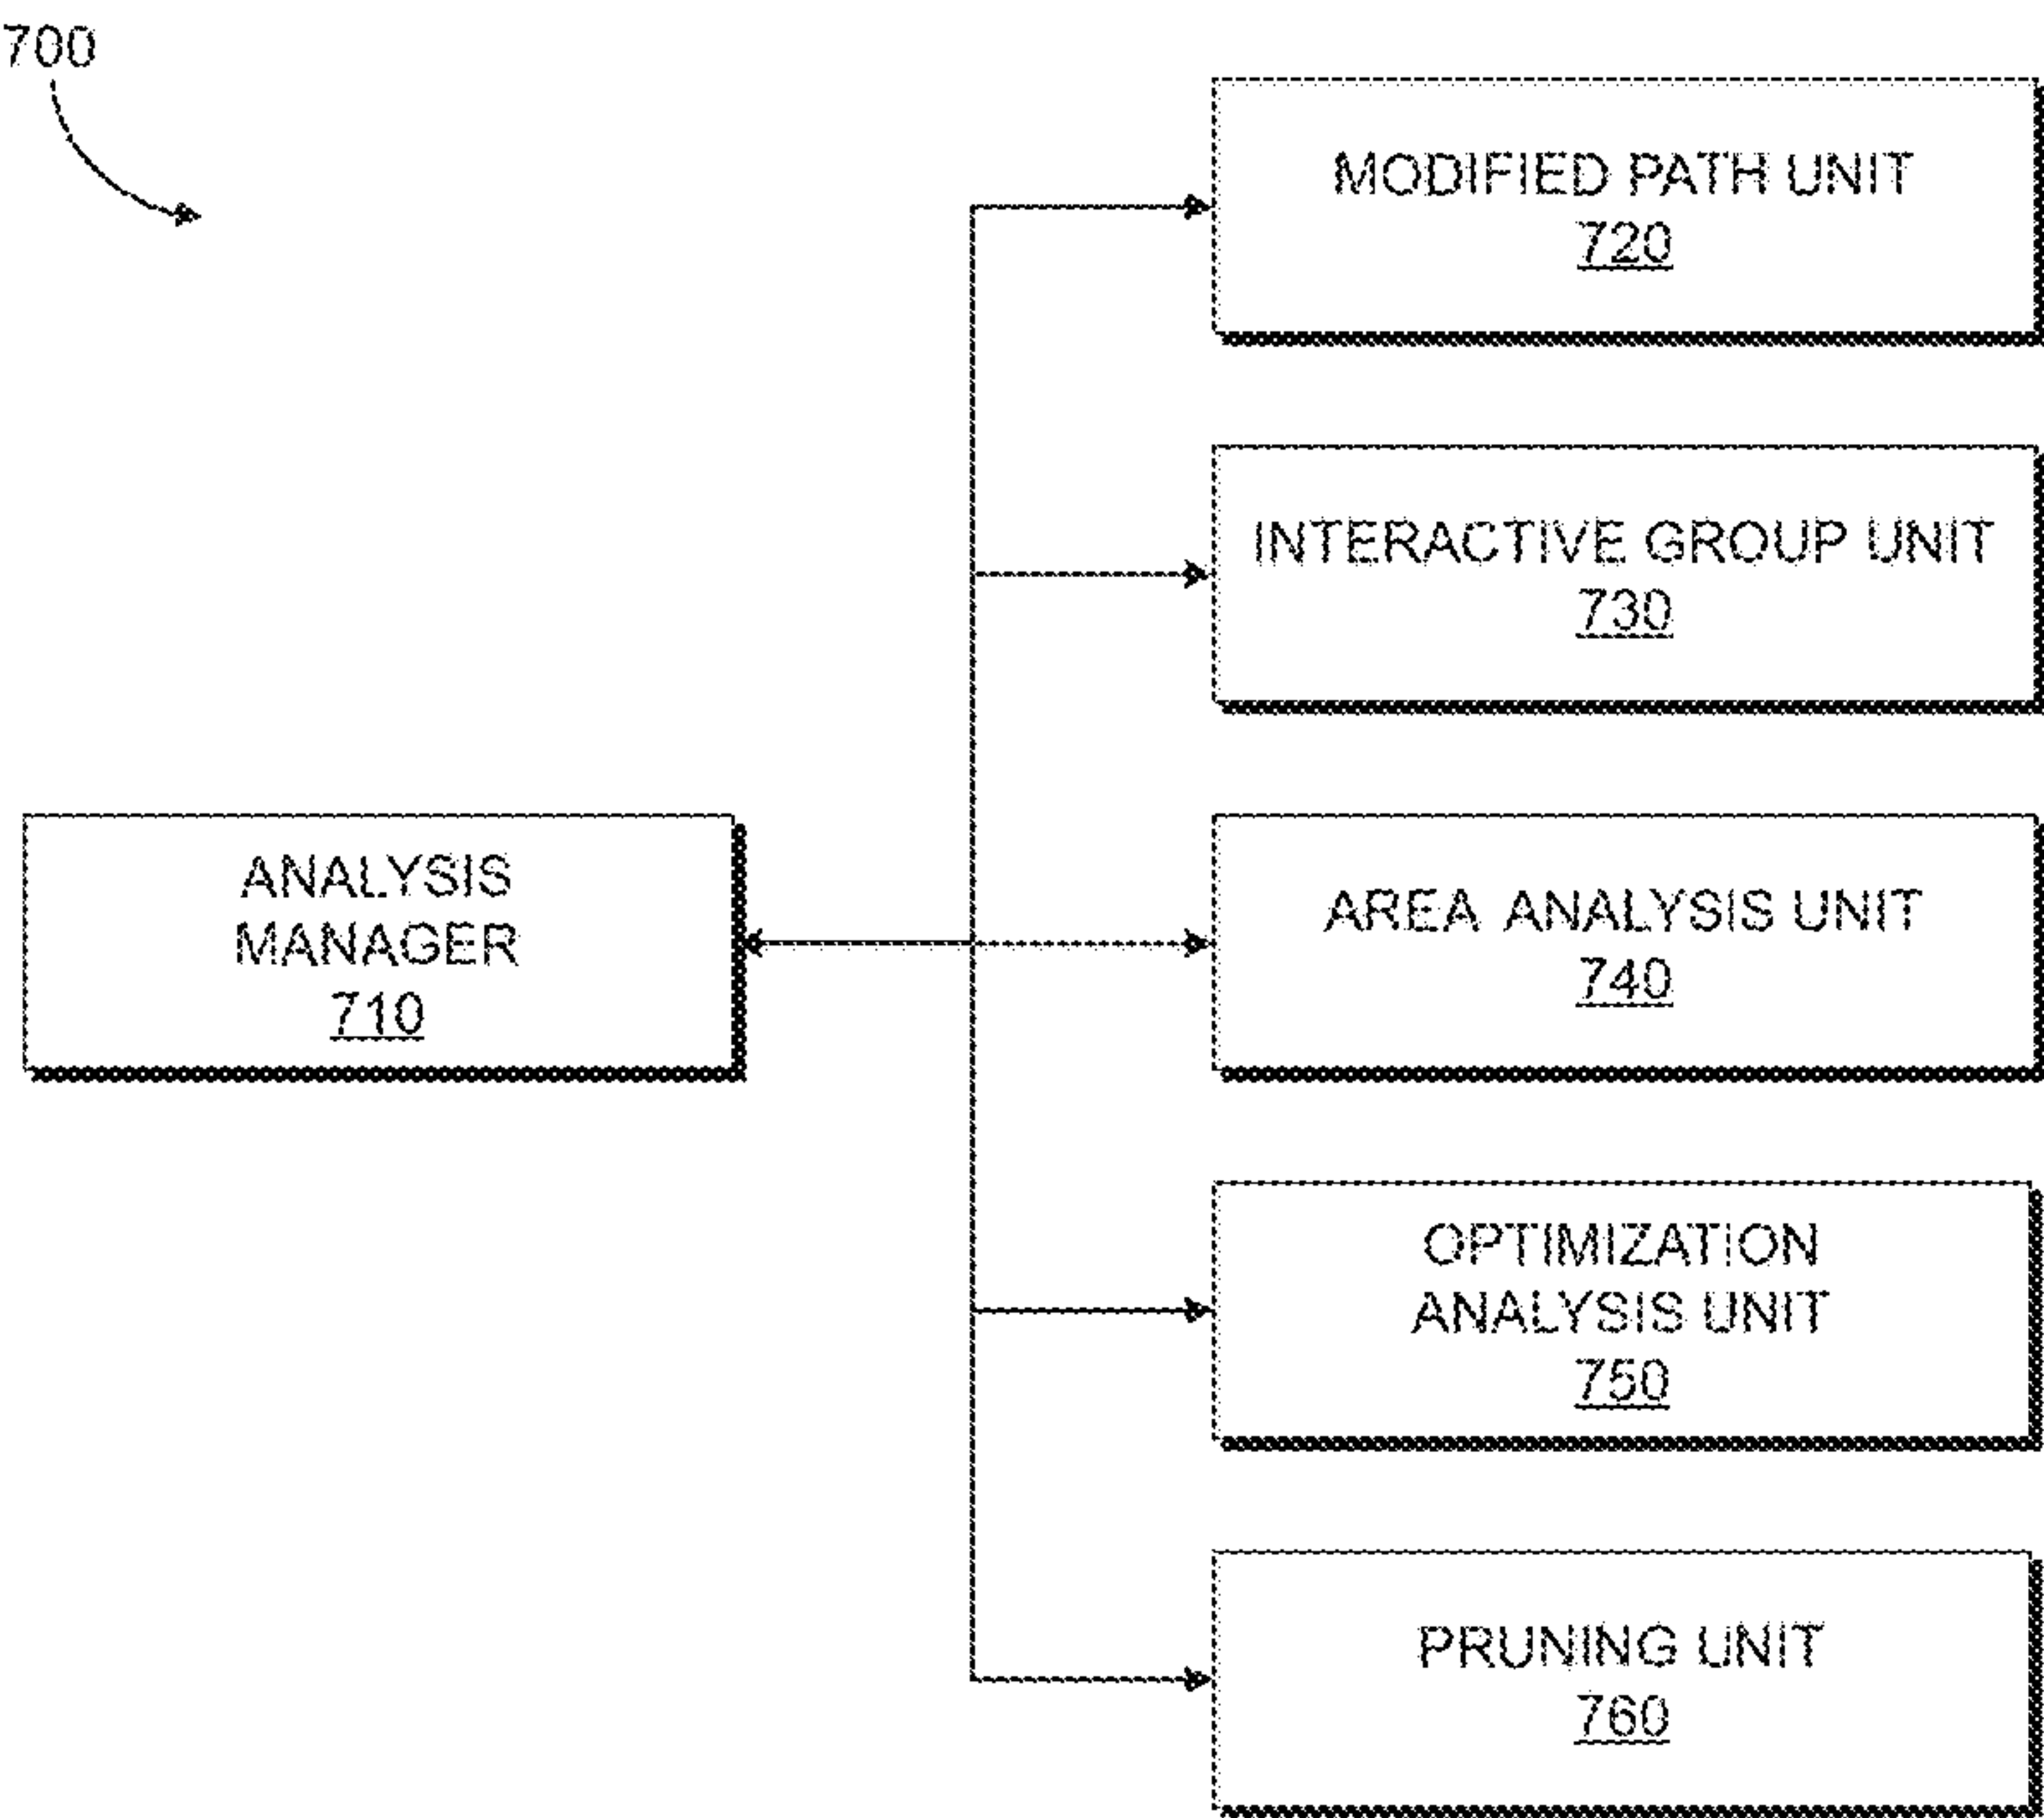 700
MODIFIED PATH UNIT
720
INTERACTIVE GROUP UNIT
730
ANALYSIS
MANAGER
710
AREA ANALYSIS UNIT
740
OPTIMIZATION
ANALYSIS UNIT
750
PRUNING UNIT
760